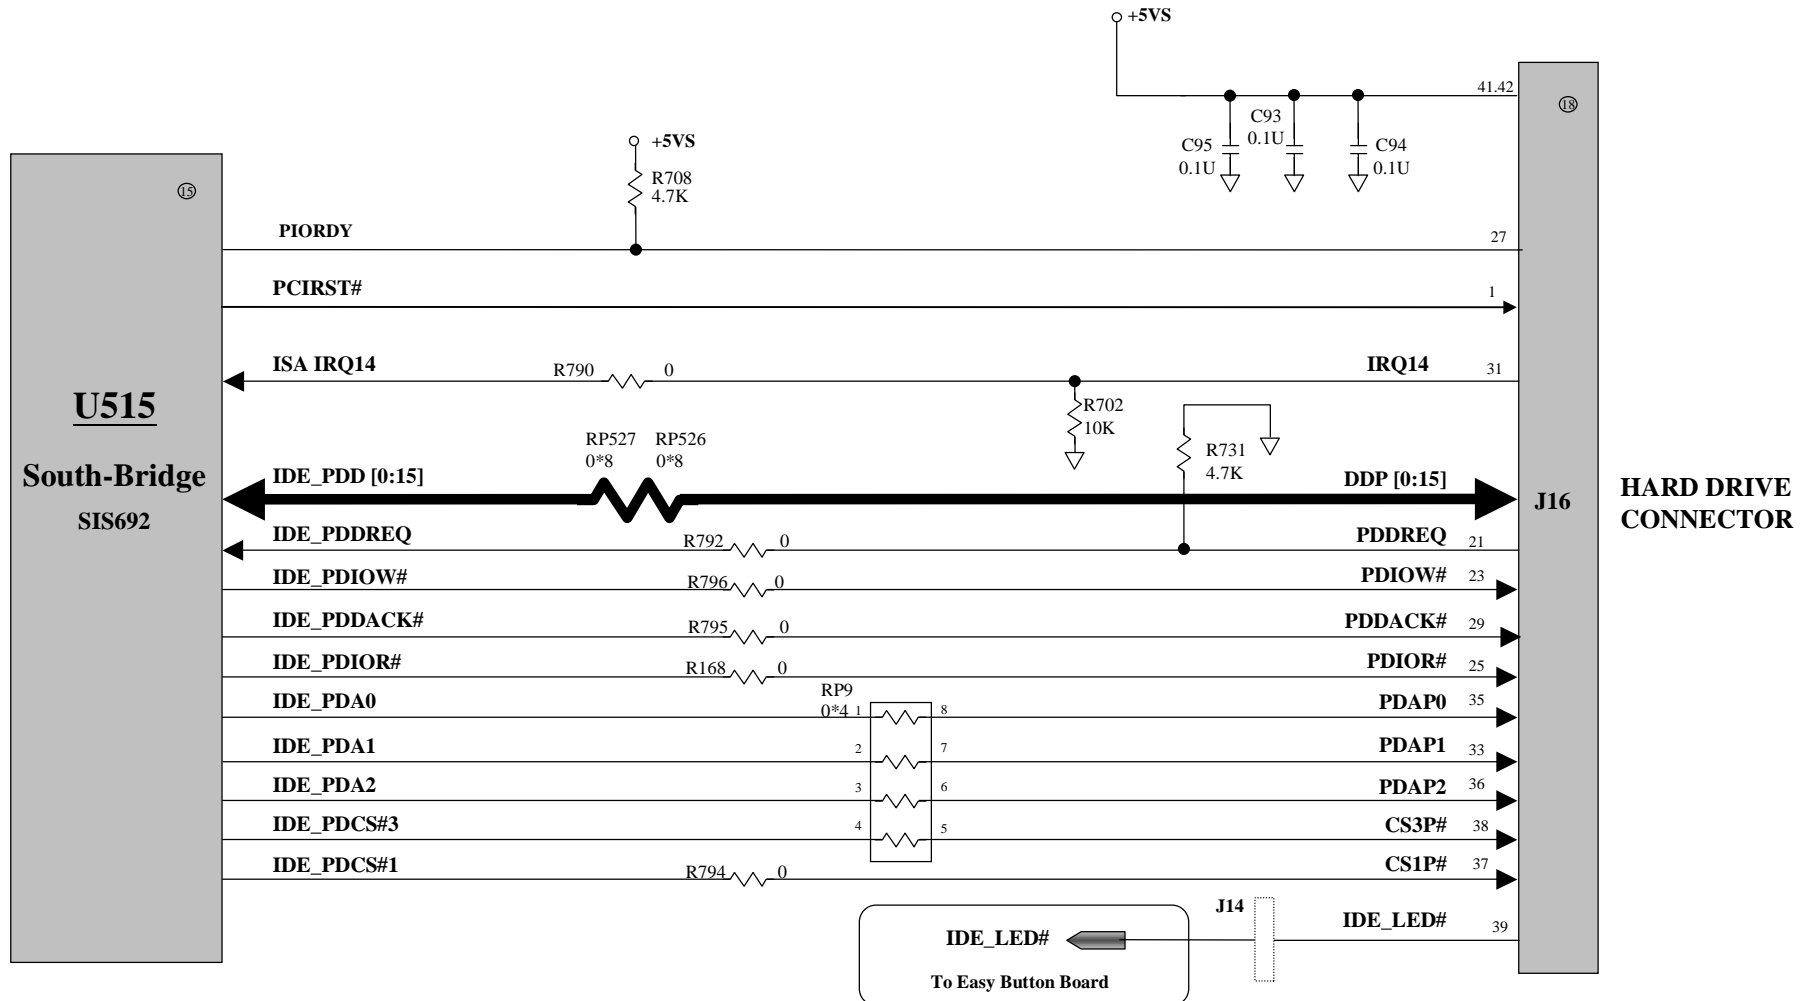 +5VS
41.42
18
C93
0.1U
C95
0.1U
C94
0.1U
+5VS
R708
4.7K
15
PIORDY
27
PCIRST#
1
ISA IRQ14
R790
0
IRQ14
31
U515
South-Bridge
SIS692
R702
10K
R731
4.7K
RP527
0*8
RP526
0*8
IDE_PDD [0:15]
DDP [0:15]
J16
HARD DRIVE
CONNECTOR
IDE_PDDREQ
R792
0
PDDREQ
21
IDE_PDIOW#
R796
0
PDIOW#
23
IDE_PDDACK#
R795
0
PDDACK#
29
IDE_PDIOR#
R168
0
PDIOR#
25
RP9
0*4
IDE_PDA0
1
8
PDAP0
35
IDE_PDA1
2
7
PDAP1
33
IDE_PDA2
3
6
PDAP2
36
IDE_PDCS#3
4
5
CS3P#
38
IDE_PDCS#1
R794
0
CS1P#
37
J14
IDE_LED#
39
IDE_LED#
To Easy Button Board